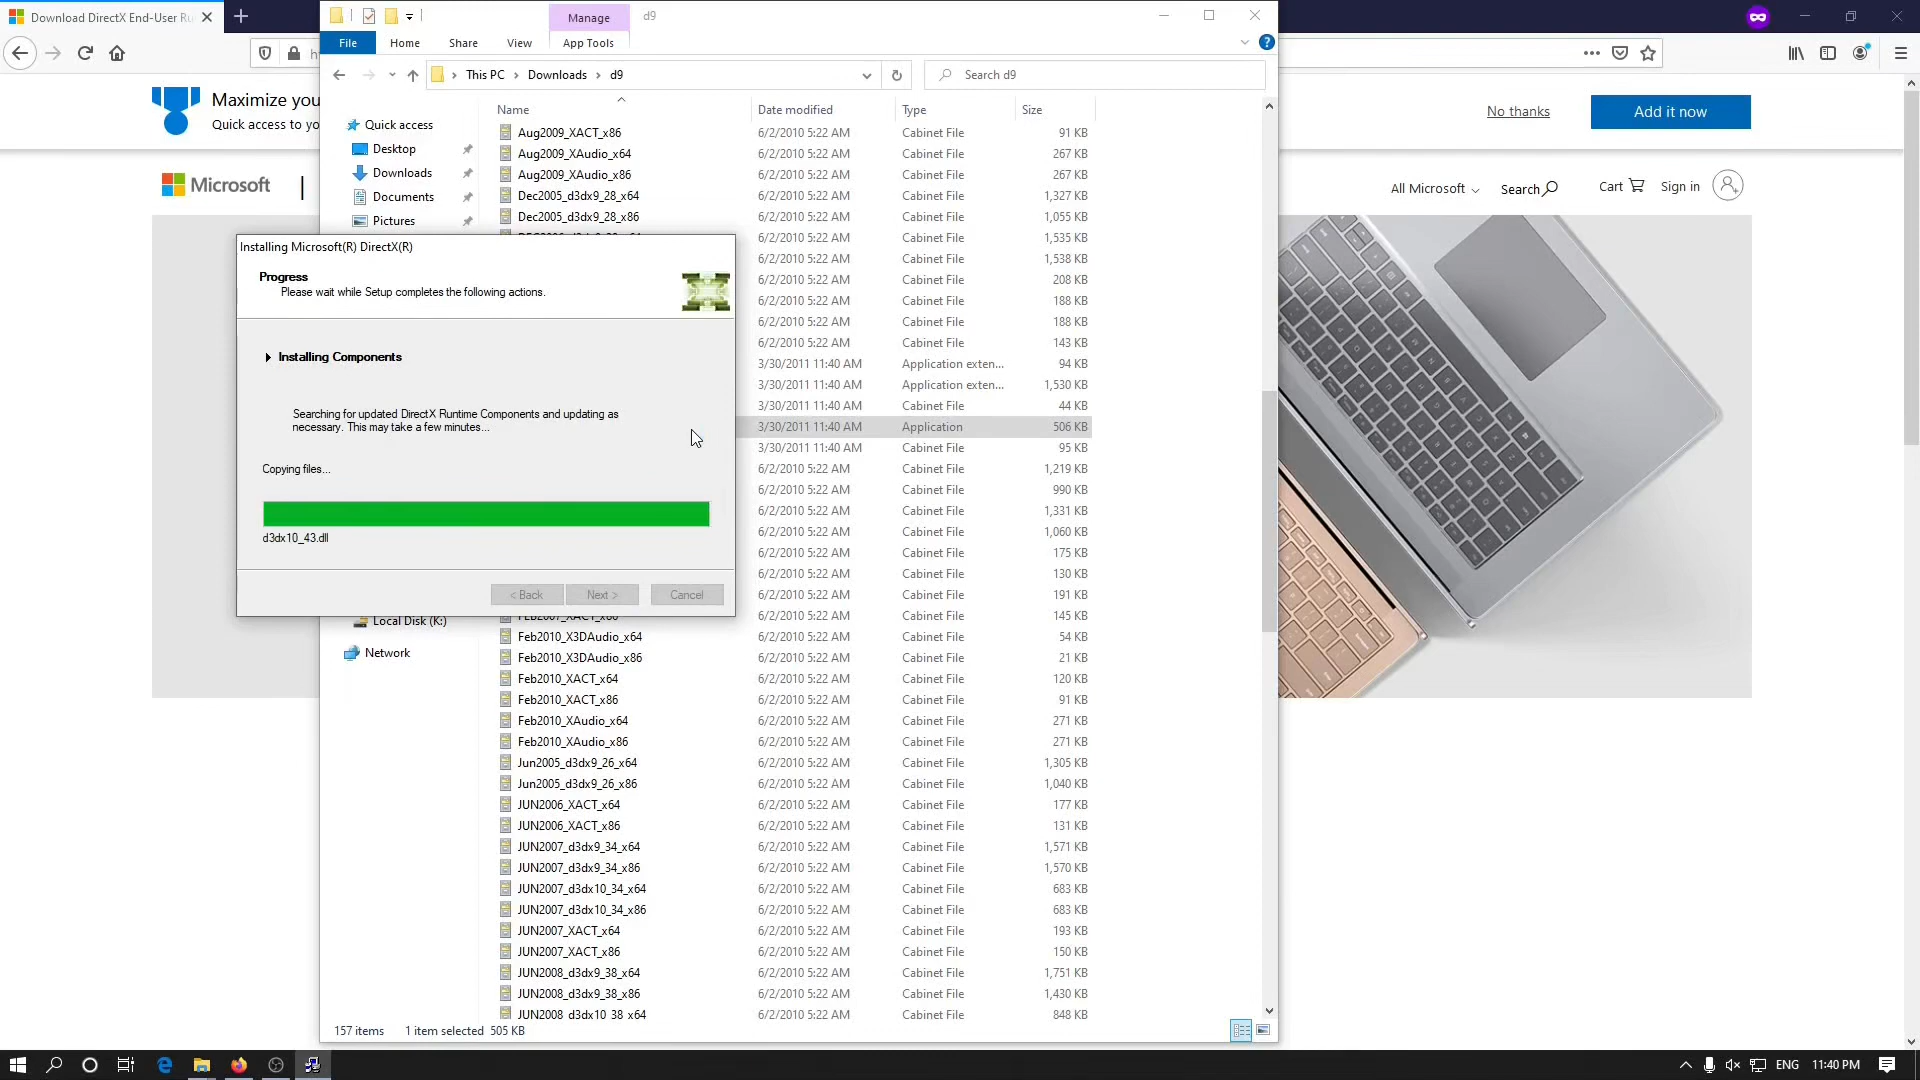 Download DirectX End-User Ru
Manage
d9
File
Home
Share
View
App Tools
This PC
Downloads
d9
Search d9
Maximize you
Quick access to yo
No thanks
Add it now
Microsoft
All Microsoft
Search
Cart
Sign in
Quick access
Desktop
Downloads
Documents
Pictures
Local Disk (K:)
Network
Name
Date modified
Type
Size
Aug2009_XACT_x86 6/2/2010 5:22 AM Cabinet File 91 KB
Aug2009_XAudio_x64 6/2/2010 5:22 AM Cabinet File 267 KB
Aug2009_XAudio_x86 6/2/2010 5:22 AM Cabinet File 267 KB
Dec2005_d3dx9_28_x64 6/2/2010 5:22 AM Cabinet File 1,327 KB
Dec2005_d3dx9_28_x86 6/2/2010 5:22 AM Cabinet File 1,055 KB
6/2/2010 5:22 AM Cabinet File 1,535 KB
6/2/2010 5:22 AM Cabinet File 1,538 KB
6/2/2010 5:22 AM Cabinet File 208 KB
6/2/2010 5:22 AM Cabinet File 188 KB
6/2/2010 5:22 AM Cabinet File 188 KB
6/2/2010 5:22 AM Cabinet File 143 KB
3/30/2011 11:40 AM Application exten... 94 KB
3/30/2011 11:40 AM Application exten... 1,530 KB
3/30/2011 11:40 AM Cabinet File 44 KB
3/30/2011 11:40 AM Application 506 KB
3/30/2011 11:40 AM Cabinet File 95 KB
6/2/2010 5:22 AM Cabinet File 1,219 KB
6/2/2010 5:22 AM Cabinet File 990 KB
6/2/2010 5:22 AM Cabinet File 1,331 KB
6/2/2010 5:22 AM Cabinet File 1,060 KB
6/2/2010 5:22 AM Cabinet File 175 KB
6/2/2010 5:22 AM Cabinet File 130 KB
6/2/2010 5:22 AM Cabinet File 191 KB
FEB2007_XACT_x86 6/2/2010 5:22 AM Cabinet File 145 KB
Feb2010_X3DAudio_x64 6/2/2010 5:22 AM Cabinet File 54 KB
Feb2010_X3DAudio_x86 6/2/2010 5:22 AM Cabinet File 21 KB
Feb2010_XACT_x64 6/2/2010 5:22 AM Cabinet File 120 KB
Feb2010_XACT_x86 6/2/2010 5:22 AM Cabinet File 91 KB
Feb2010_XAudio_x64 6/2/2010 5:22 AM Cabinet File 271 KB
Feb2010_XAudio_x86 6/2/2010 5:22 AM Cabinet File 271 KB
Jun2005_d3dx9_26_x64 6/2/2010 5:22 AM Cabinet File 1,305 KB
Jun2005_d3dx9_26_x86 6/2/2010 5:22 AM Cabinet File 1,040 KB
JUN2006_XACT_x64 6/2/2010 5:22 AM Cabinet File 177 KB
JUN2006_XACT_x86 6/2/2010 5:22 AM Cabinet File 131 KB
JUN2007_d3dx9_34_x64 6/2/2010 5:22 AM Cabinet File 1,571 KB
JUN2007_d3dx9_34_x86 6/2/2010 5:22 AM Cabinet File 1,570 KB
JUN2007_d3dx10_34_x64 6/2/2010 5:22 AM Cabinet File 683 KB
JUN2007_d3dx10_34_x86 6/2/2010 5:22 AM Cabinet File 683 KB
JUN2007_XACT_x64 6/2/2010 5:22 AM Cabinet File 193 KB
JUN2007_XACT_x86 6/2/2010 5:22 AM Cabinet File 150 KB
JUN2008_d3dx9_38_x64 6/2/2010 5:22 AM Cabinet File 1,751 KB
JUN2008_d3dx9_38_x86 6/2/2010 5:22 AM Cabinet File 1,430 KB
JUN2008_d3dx10_38_x64 6/2/2010 5:22 AM Cabinet File 848 KB
157 items 1 item selected 505 KB
Installing Microsoft(R) DirectX(R)
Progress
Please wait while Setup completes the following actions.
Installing Components
Searching for updated DirectX Runtime Components and updating as
necessary. This may take a few minutes...
Copying files...
d3dx10_43.dll
< Back
Next >
Cancel
ENG 11:40 PM